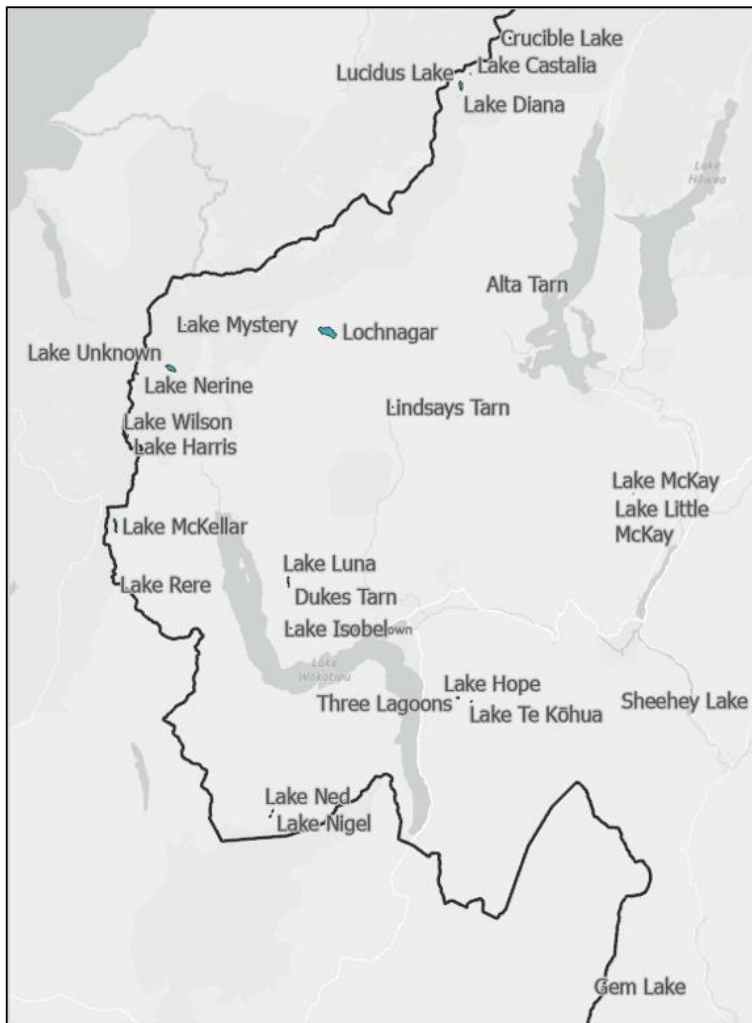 Crucible Lake
Lake Castalia
Lucidus Lake
Lake Diana
Lake
Hāwea
Alta Tarn
Lake Mystery
Lochnagar
Lake Unknown
Lake Nerine
Lindsays Tarn
Lake Wilson
Lake Harris
Lake McKay
Lake Little
McKay
Lake McKellar
Lake Luna
Lake Rere
Dukes Tarn
Lake Isobel
own
Lake
Wakatipu
Lake Hope
Three Lagoons
Lake Te Kōhua
Sheehey Lake
Lake Ned
Lake Nigel
Gem Lake